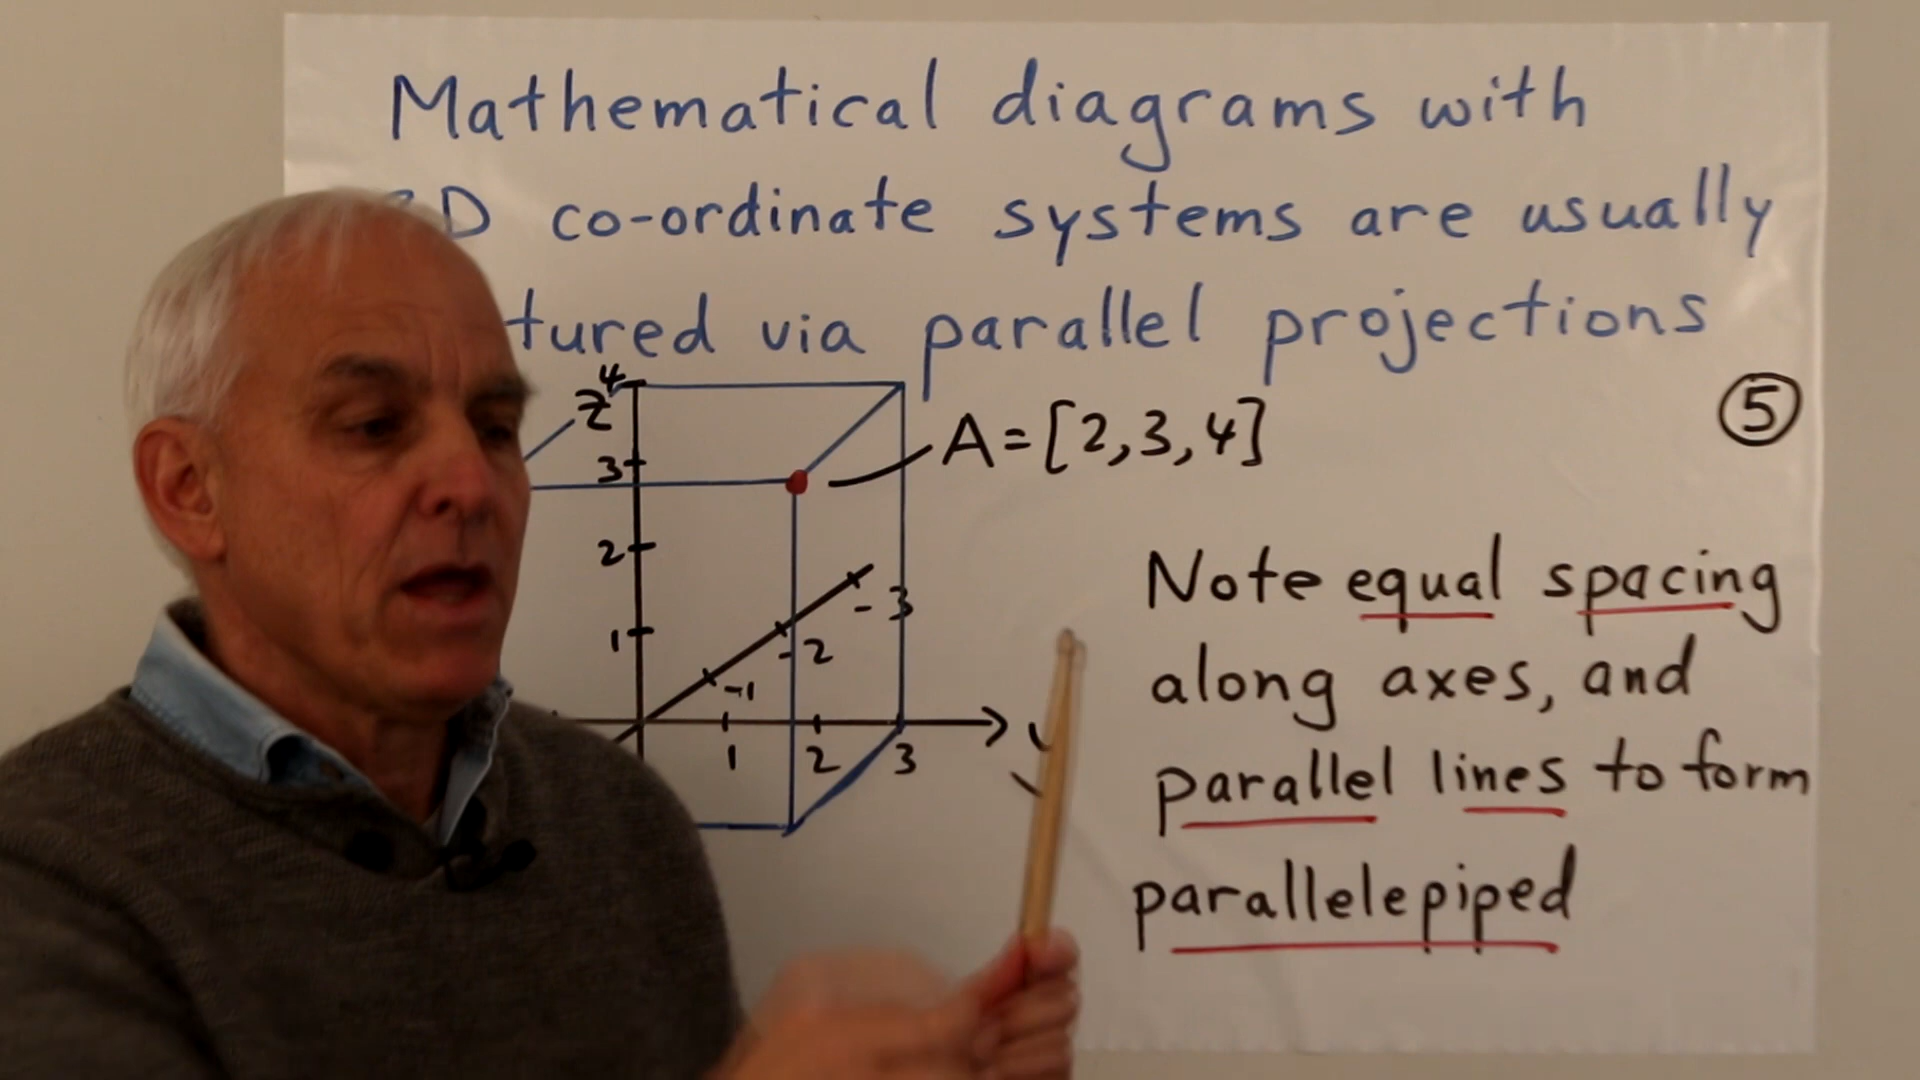 Mathematical diagrams with
3D co-ordinate systems are usually
tured via parallel projections
4
Z
3
2
1
A = [2,3,4]
5
-1
-2
-3
1 2 3
Note equal spacing
along axes, and
parallel lines to form
parallelepiped